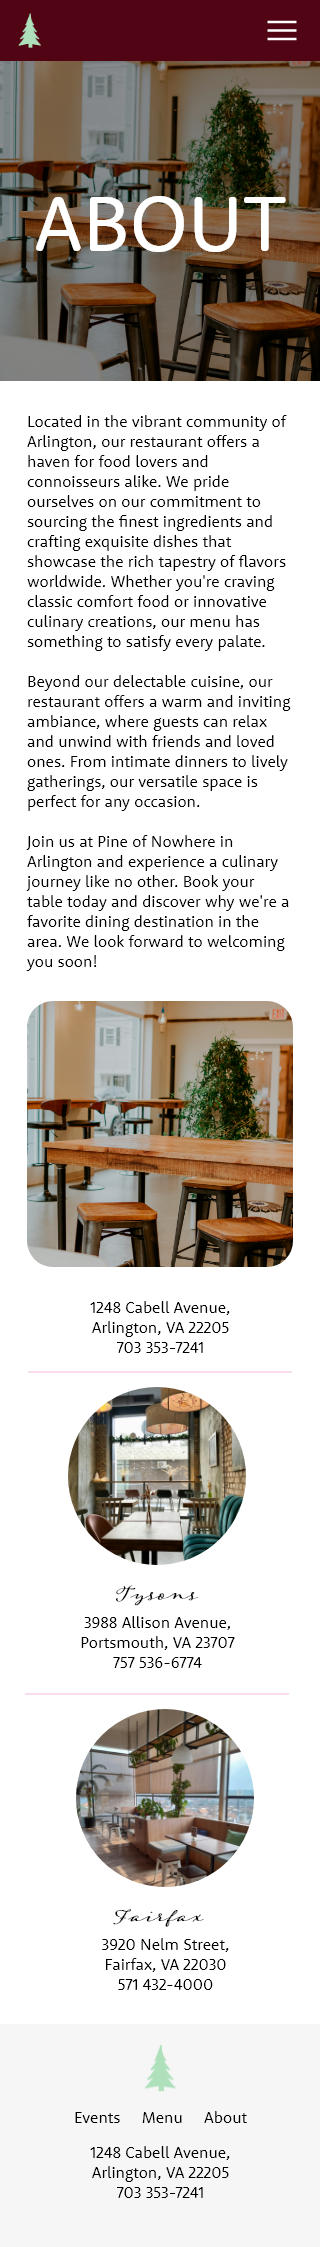 ABOUT
Located in the vibrant community of
Arlington, our restaurant offers a
haven for food lovers and
connoisseurs alike. We pride
ourselves on our commitment to
sourcing the finest ingredients and
crafting exquisite dishes that
showcase the rich tapestry of flavors
worldwide. Whether you're craving
classic comfort food or innovative
culinary creations, our menu has
something to satisfy every palate.
Beyond our delectable cuisine, our
restaurant offers a warm and inviting
ambiance, where guests can relax
and unwind with friends and loved
ones. From intimate dinners to lively
gatherings, our versatile space is
perfect for any occasion.
Join us at Pine of Nowhere in
Arlington and experience a culinary
journey like no other. Book your
table today and discover why we're a
favorite dining destination in the
area. We look forward to welcoming
you soon!
EXIT
1248 Cabell Avenue,
Arlington, VA 22205
703 353-7241
Tysons
3988 Allison Avenue,
Portsmouth, VA 23707
757 536-6774
Fairfax
3920 Nelm Street,
Fairfax, VA 22030
571 432-4000
Events Menu About
1248 Cabell Avenue,
Arlington, VA 22205
703 353-7241